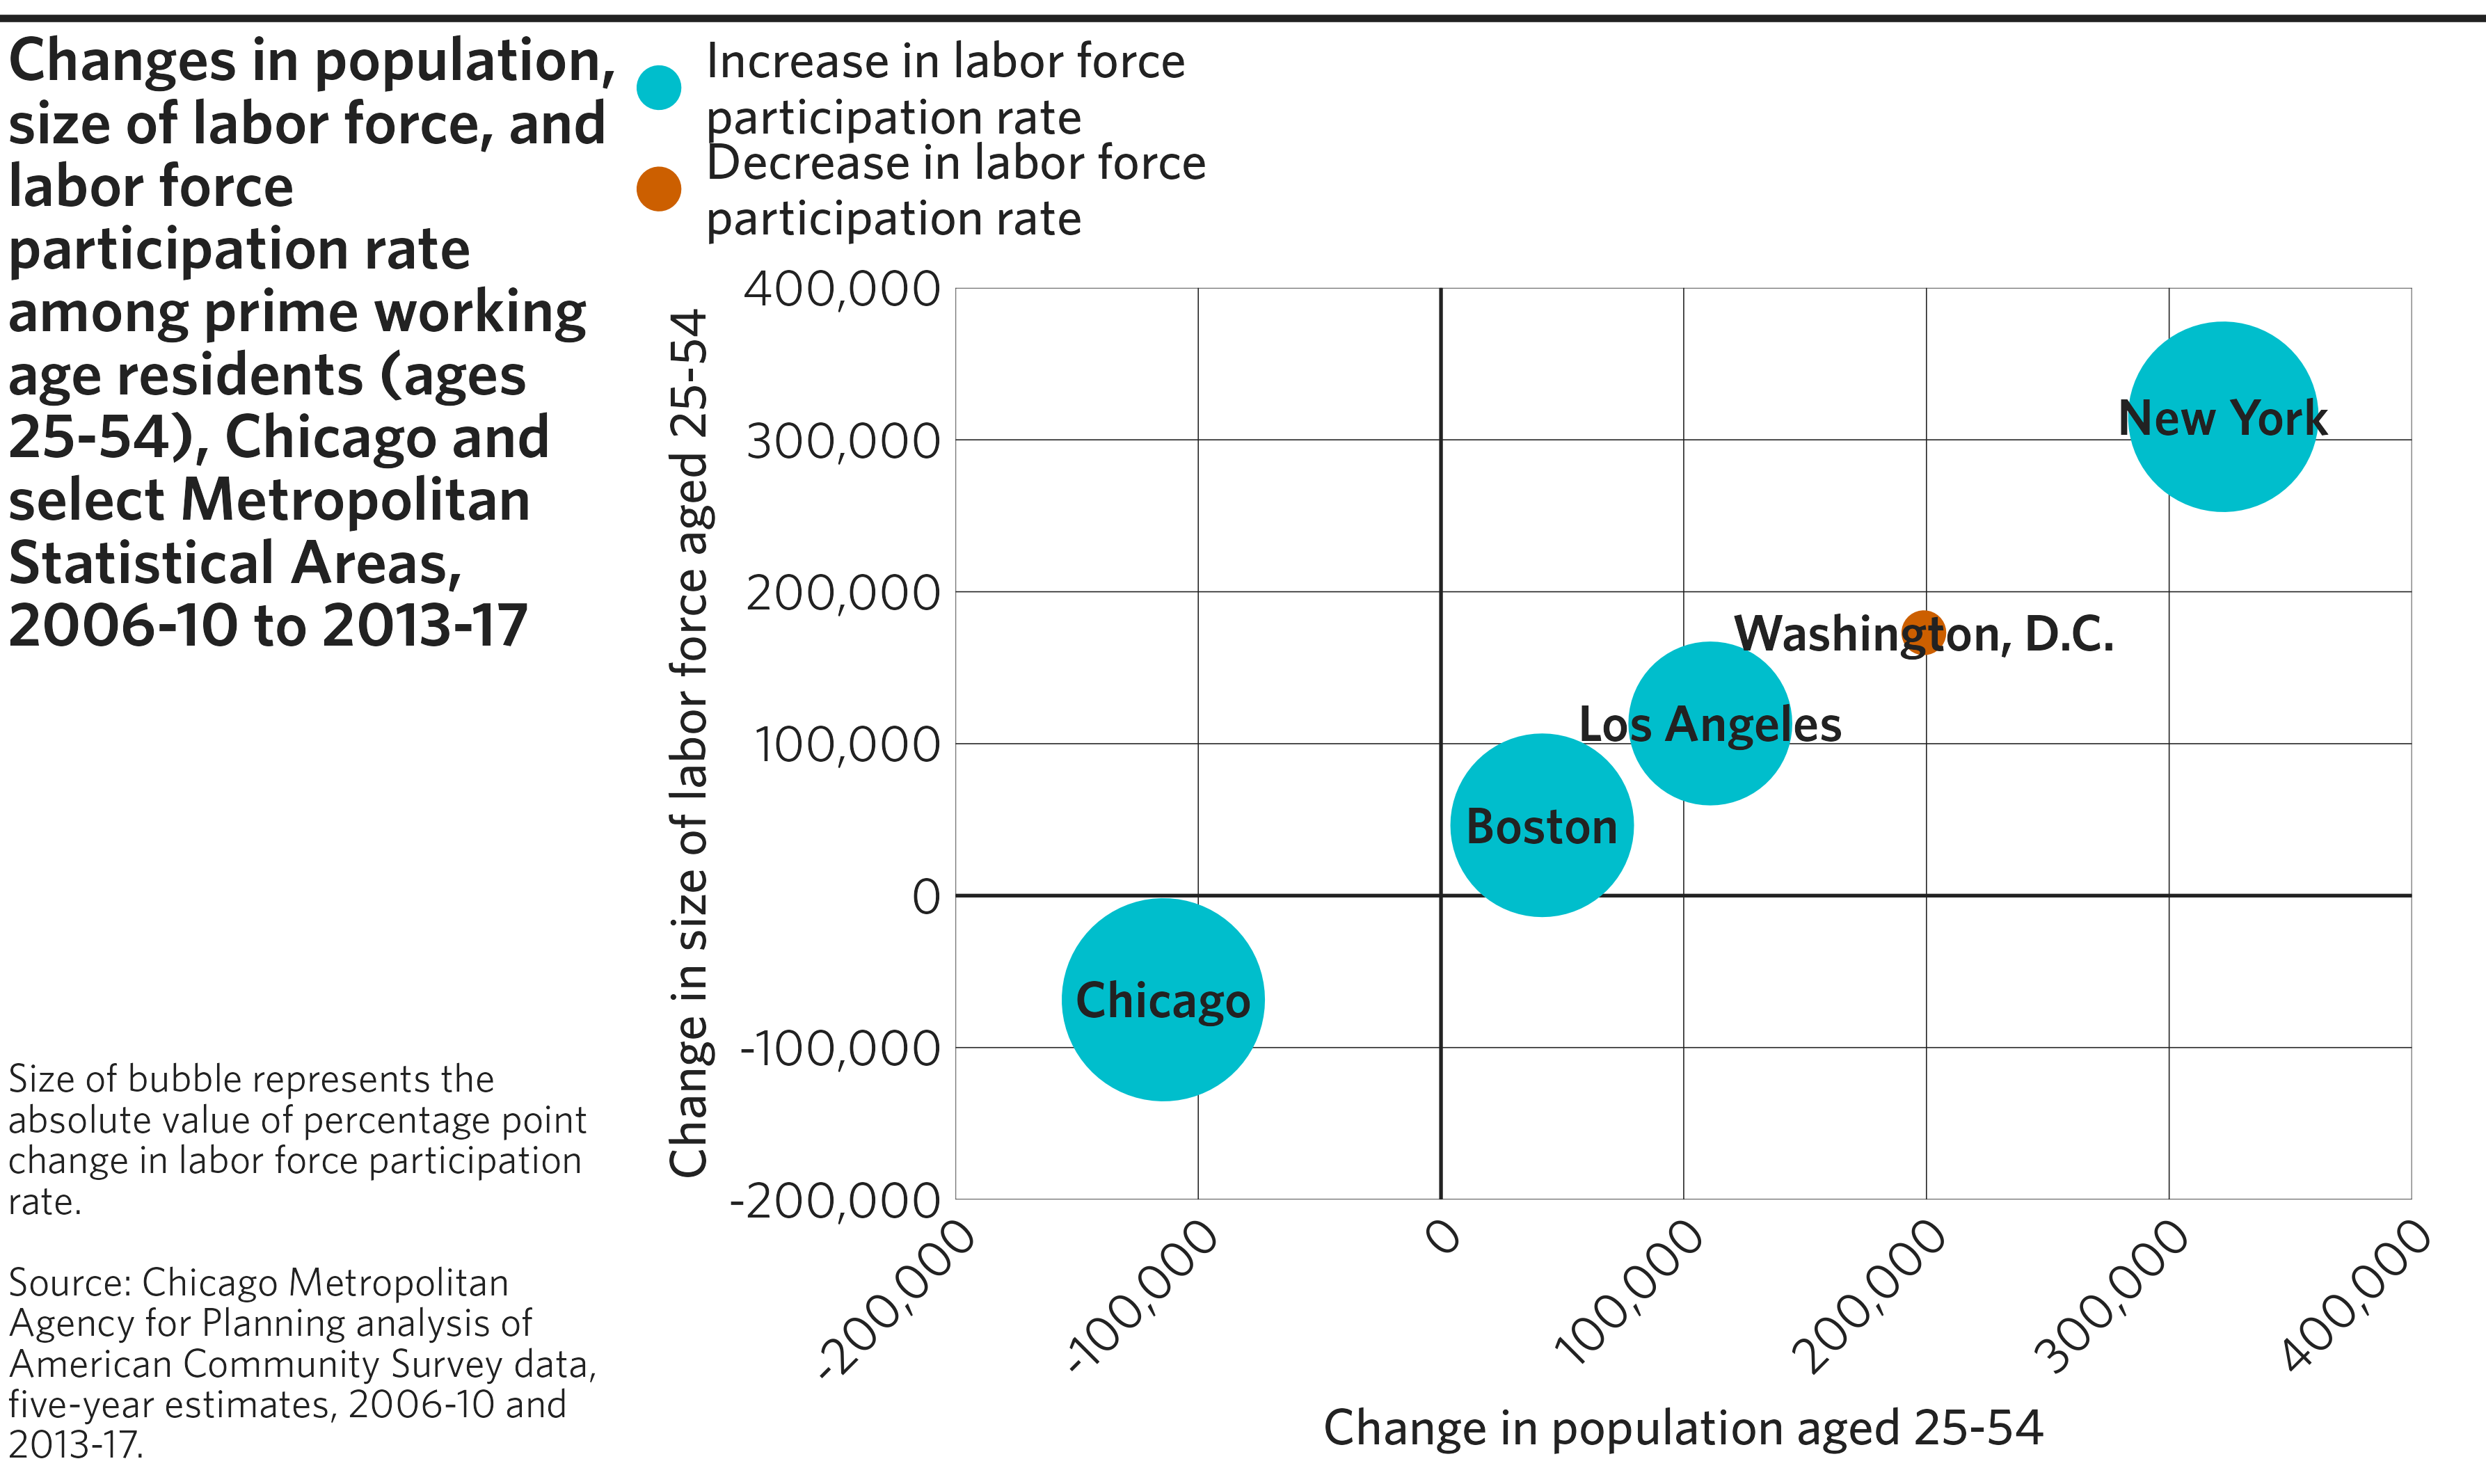 Changes in population,
size of labor force, and
labor force
participation rate
among prime working
age residents (ages
25-54), Chicago and
select Metropolitan
Statistical Areas,
2006-10 to 2013-17
Size of bubble represents the
absolute value of percentage point
change in labor force participation
rate.
Source: Chicago Metropolitan
Agency for Planning analysis of
American Community Survey data,
five-year estimates, 2006-10 and
2013-17.
Increase in labor force
participation rate
Decrease in labor force
participation rate
Change in size of labor force aged 25-54
400,000
300,000
200,000
100,000
0
-100,000
-200,000
New York
Washington, D.C.
Los Angeles
Boston
Chicago
-200,000
-100,000
0
100,000
200,000
300,000
400,000
Change in population aged 25-54